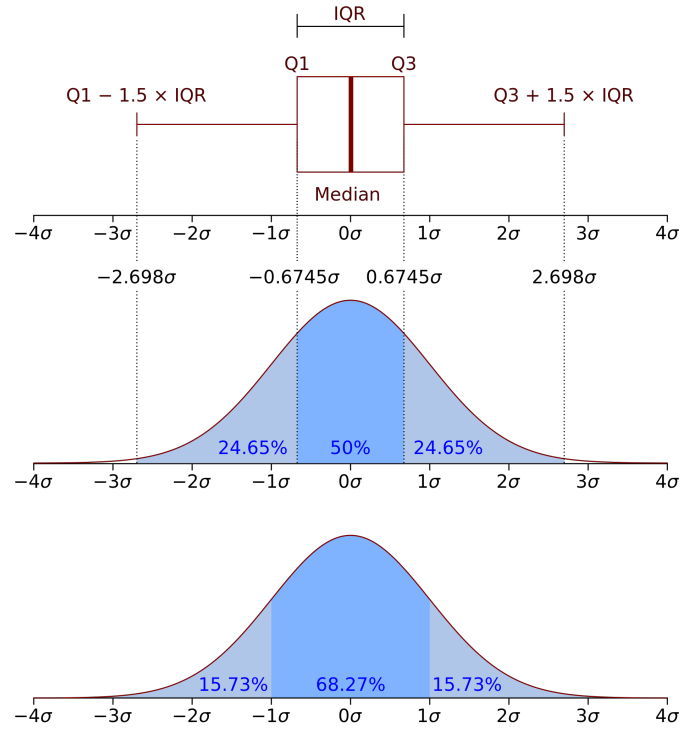 IQR
Q1 Q3
Q1 − 1.5 × IQR Q3 + 1.5 × IQR
Median
−4σ −3σ −2σ −1σ 0σ 1σ 2σ 3σ 4σ
−2.698σ −0.6745σ 0.6745σ 2.698σ
24.65% 50% 24.65%
−4σ −3σ −2σ −1σ 0σ 1σ 2σ 3σ 4σ
15.73% 68.27% 15.73%
−4σ −3σ −2σ −1σ 0σ 1σ 2σ 3σ 4σ